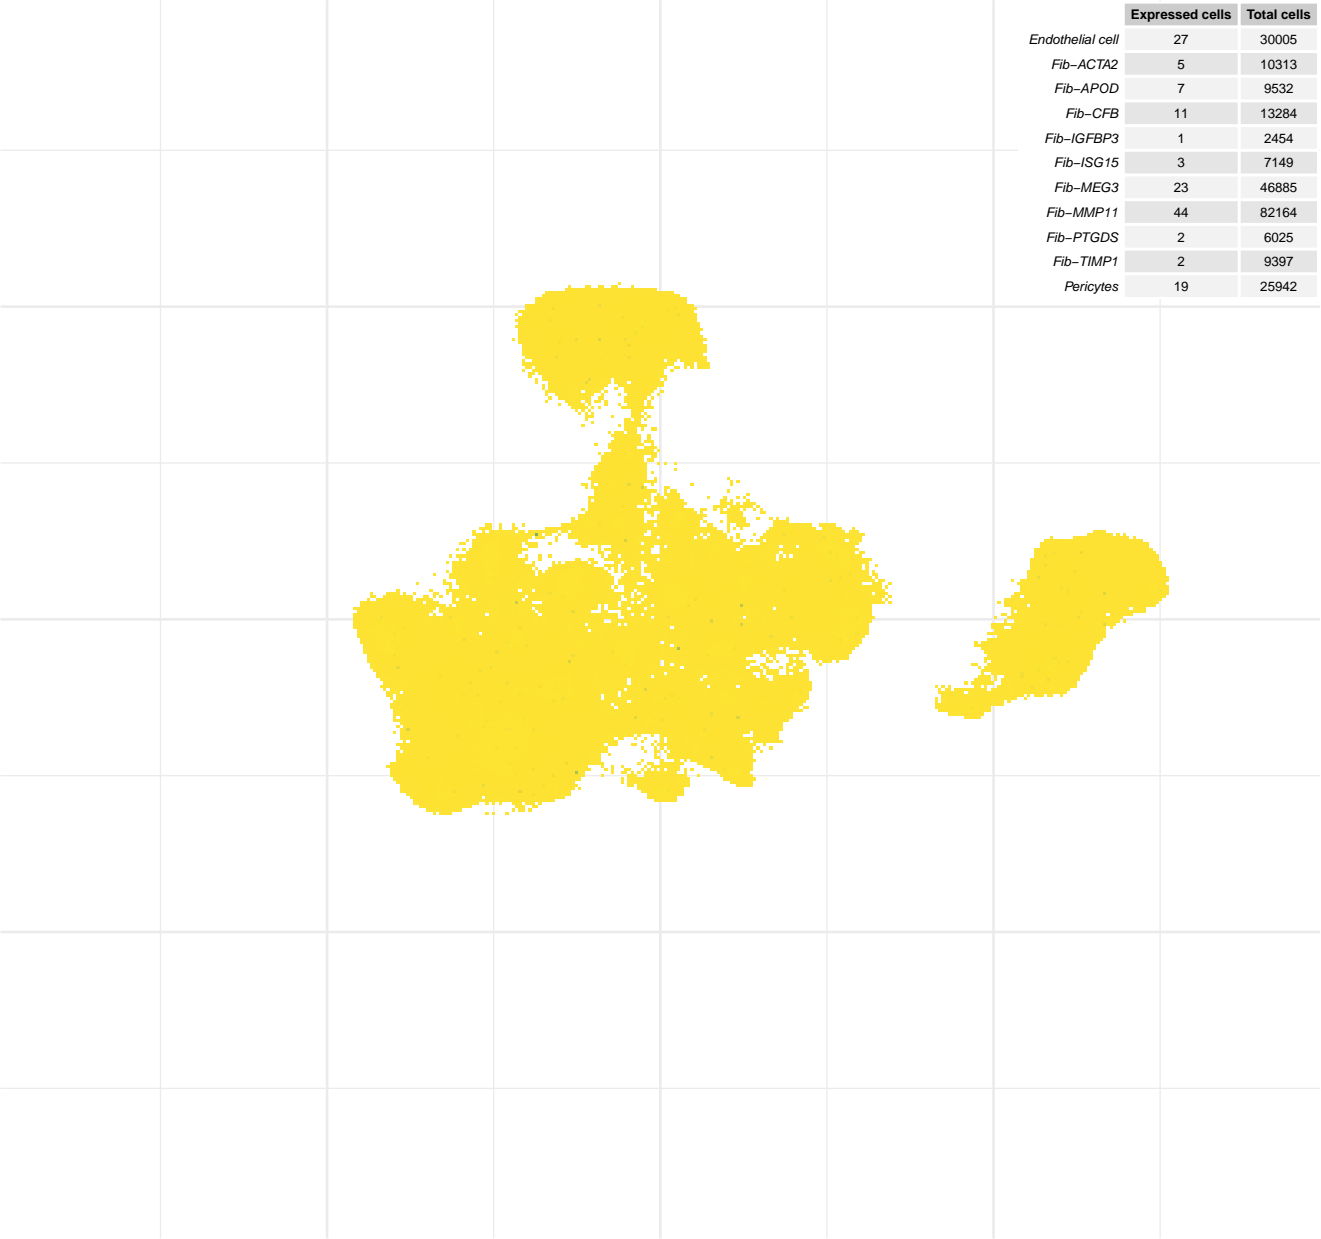 Expressed cells Total cells
Endothelial cell 27 30005
Fib−ACTA2 5 10313
Fib−APOD 7 9532
Fib−CFB 11 13284
Fib−IGFBP3 1 2454
Fib−ISG15 3 7149
Fib−MEG3 23 46885
Fib−MMP11 44 82164
Fib−PTGDS 2 6025
Fib−TIMP1 2 9397
Pericytes 19 25942